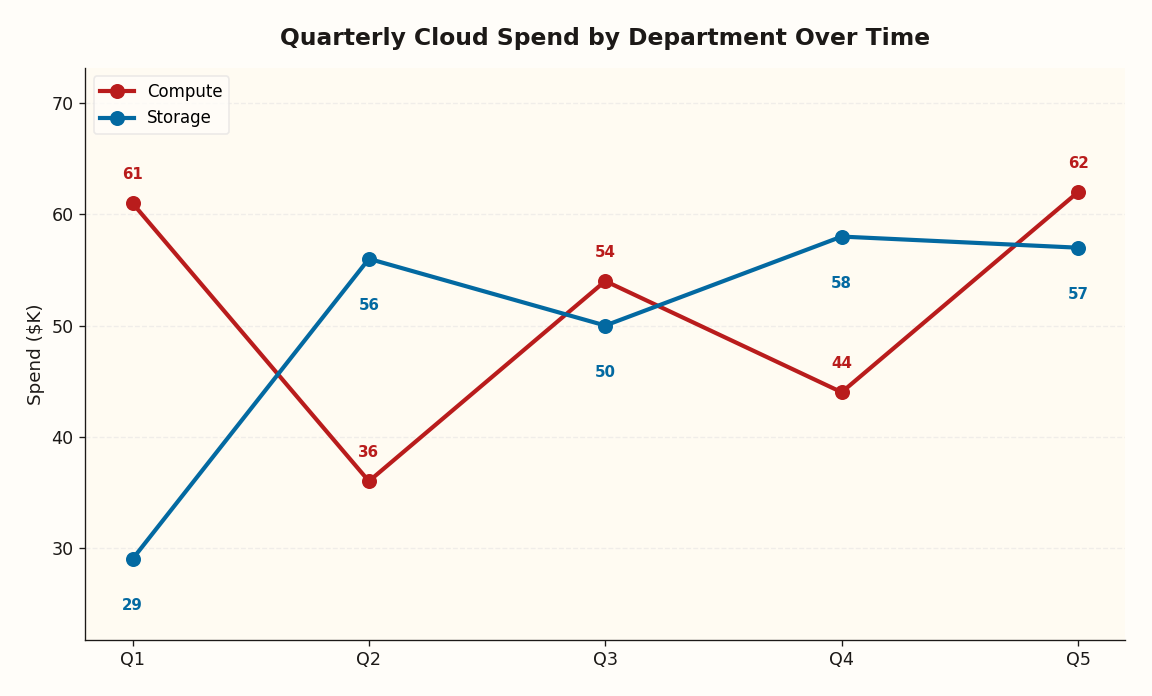 Quarterly Cloud Spend by Department Over Time
Compute
Storage
Spend ($K)
70
60
50
40
30
61
36
54
44
62
29
56
50
58
57
Q1
Q2
Q3
Q4
Q5